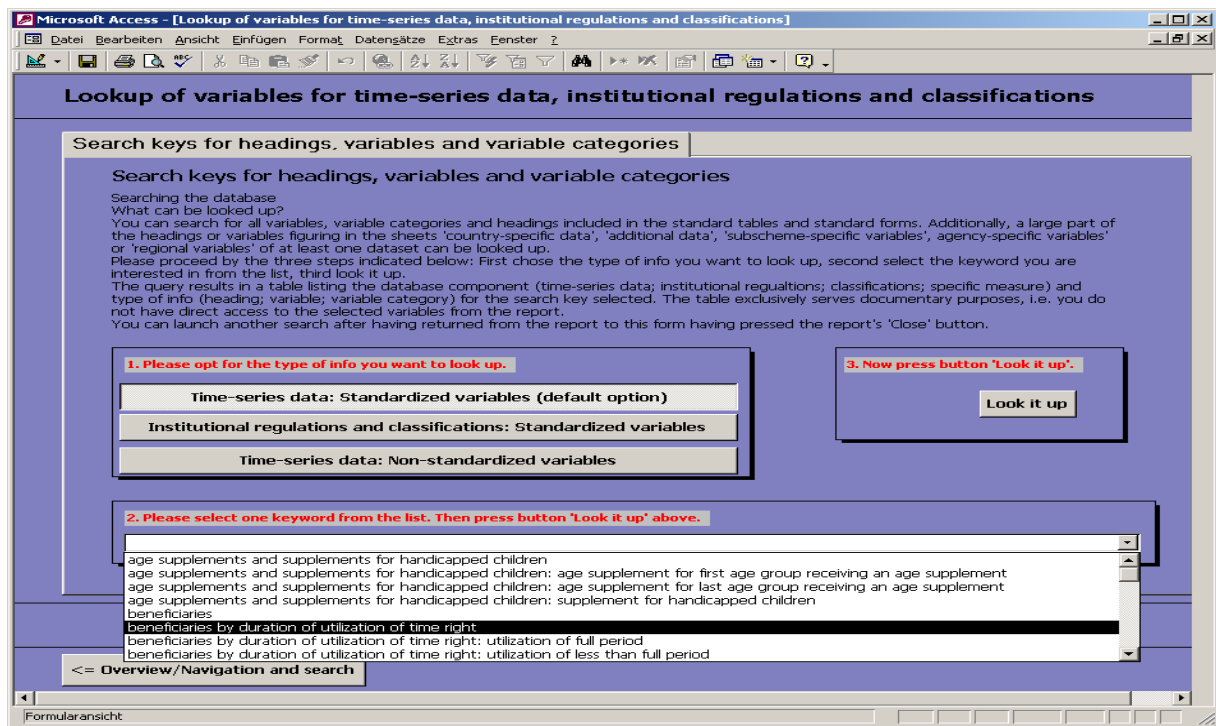 Microsoft Access - [Lookup of variables for time-series data, institutional regulations and classifications]
Datei Bearbeiten Ansicht Einfügen Format Datensätze Extras Fenster ?
Lookup of variables for time-series data, institutional regulations and classifications
Search keys for headings, variables and variable categories
Search keys for headings, variables and variable categories
Searching the database
What can be looked up?
You can search for all variables, variable categories and headings included in the standard tables and standard forms. Additionally, a large part of
the headings or variables figuring in the sheets 'country-specific data', 'additional data', 'subscheme-specific variables', agency-specific variables'
or 'regional variables' of at least one dataset can be looked up.
Please proceed by the three steps indicated below: First chose the type of info you want to look up, second select the keyword you are
interested in from the list, third look it up.
The query results in a table listing the database component (time-series data; institutional regualtions; classifications; specific measure) and
type of info (heading; variable; variable category) for the search key selected. The table exclusively serves documentary purposes, i.e. you do
not have direct access to the selected variables from the report.
You can launch another search after having returned from the report to this form having pressed the report's 'Close' button.
1. Please opt for the type of info you want to look up.
Time-series data: Standardized variables (default option)
Institutional regulations and classifications: Standardized variables
Time-series data: Non-standardized variables
3. Now press button 'Look it up'.
Look it up
2. Please select one keyword from the list. Then press button 'Look it up' above.
age supplements and supplements for handicapped children
age supplements and supplements for handicapped children: age supplement for first age group receiving an age supplement
age supplements and supplements for handicapped children: age supplement for last age group receiving an age supplement
age supplements and supplements for handicapped children: supplement for handicapped children
beneficiaries
beneficiaries by duration of utilization of time right
beneficiaries by duration of utilization of time right: utilization of full period
beneficiaries by duration of utilization of time right: utilization of less than full period
<= Overview/Navigation and search
Formularansicht